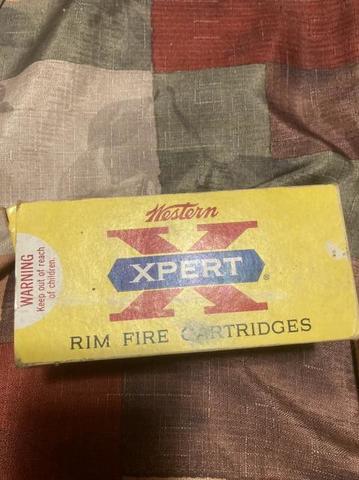 Western
X
XPERT
®
RIM FIRE CARTRIDGES
WARNING
Keep out of reach
of children.